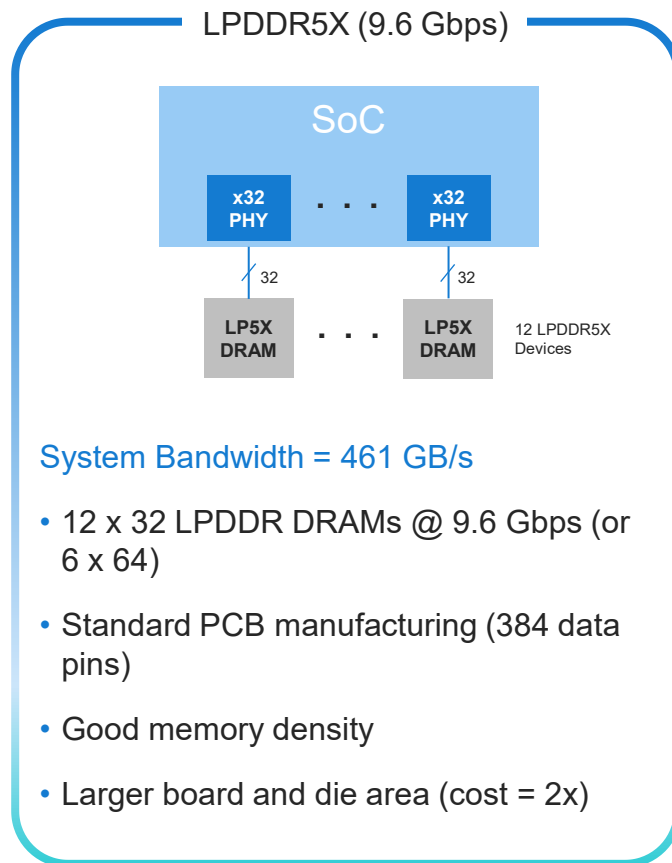 LPDDR5X (9.6 Gbps)
SoC
x32
PHY
. . .
x32
PHY
32
32
LP5X
DRAM
. . .
LP5X
DRAM
12 LPDDR5X
Devices
System Bandwidth = 461 GB/s
• 12 x 32 LPDDR DRAMs @ 9.6 Gbps (or
6 x 64)
• Standard PCB manufacturing (384 data
pins)
• Good memory density
• Larger board and die area (cost = 2x)